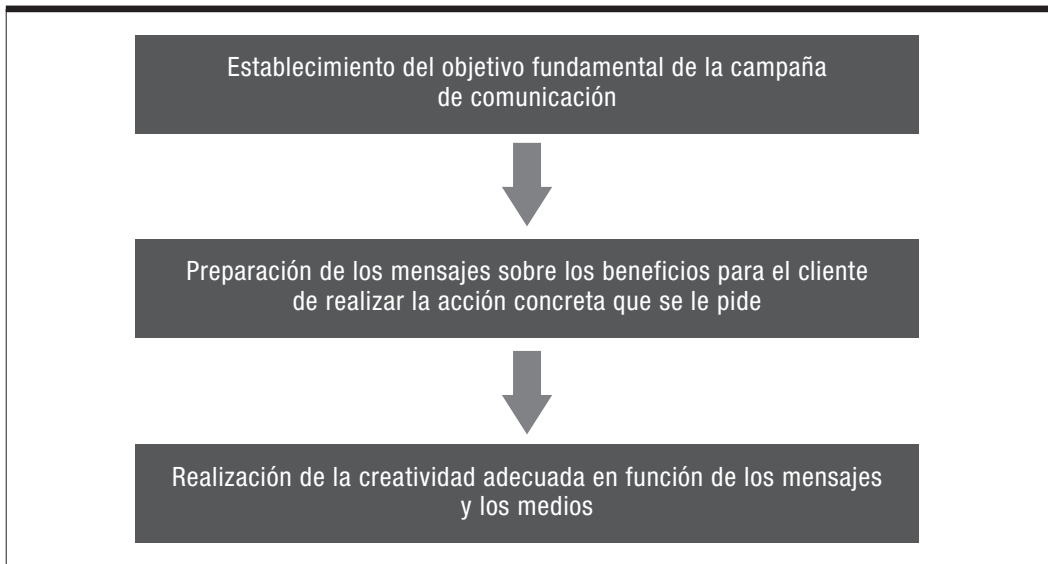 Establecimiento del objetivo fundamental de la campaña
de comunicación
Preparación de los mensajes sobre los beneficios para el cliente
de realizar la acción concreta que se le pide
Realización de la creatividad adecuada en función de los mensajes
y los medios